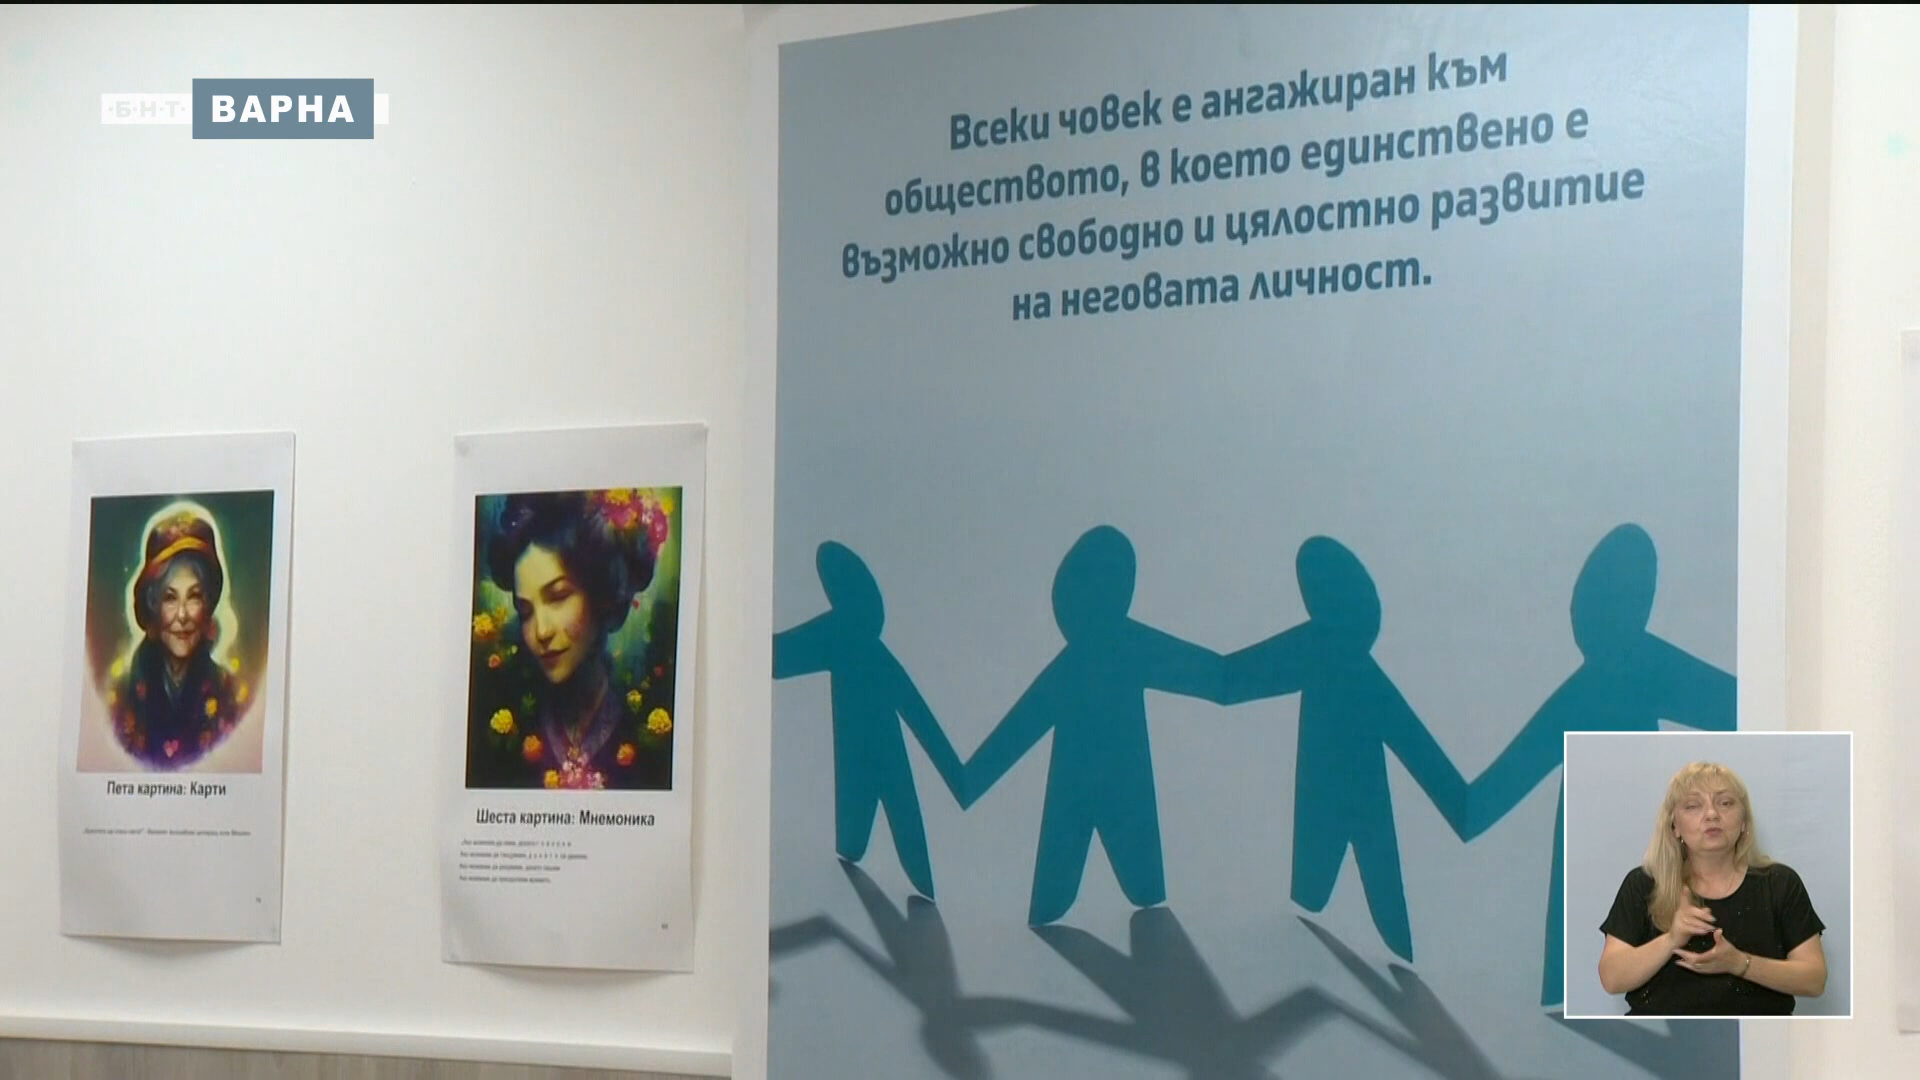 ·Б·Н·Т· ВАРНА
Всеки човек е ангажиран към
обществото, в което единствено е
възможно свободно и цялостно развитие
на неговата личност.
Пета картина: Карти
Шеста картина: Мнемоника